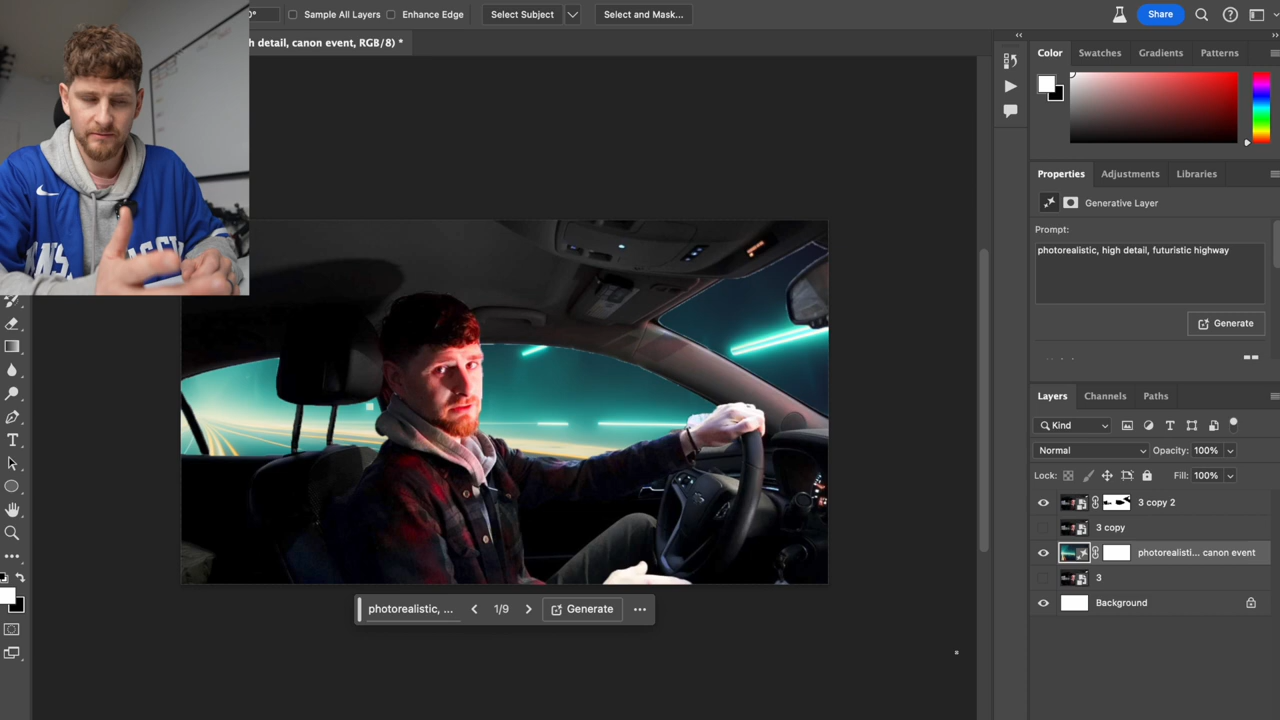 Sample All Layers Enhance Edge Select Subject Select and Mask... Share
h detail, canon event, RGB/8) *
Color Swatches Gradients Patterns
Properties Adjustments Libraries
Generative Layer
Prompt:
photorealistic, high detail, futuristic highway
Generate
Layers Channels Paths
Kind
Normal Opacity: 100%
Lock: Fill: 100%
3 copy 2
3 copy
photorealisti... canon event
3
Background
photorealistic, ... 1/9 Generate